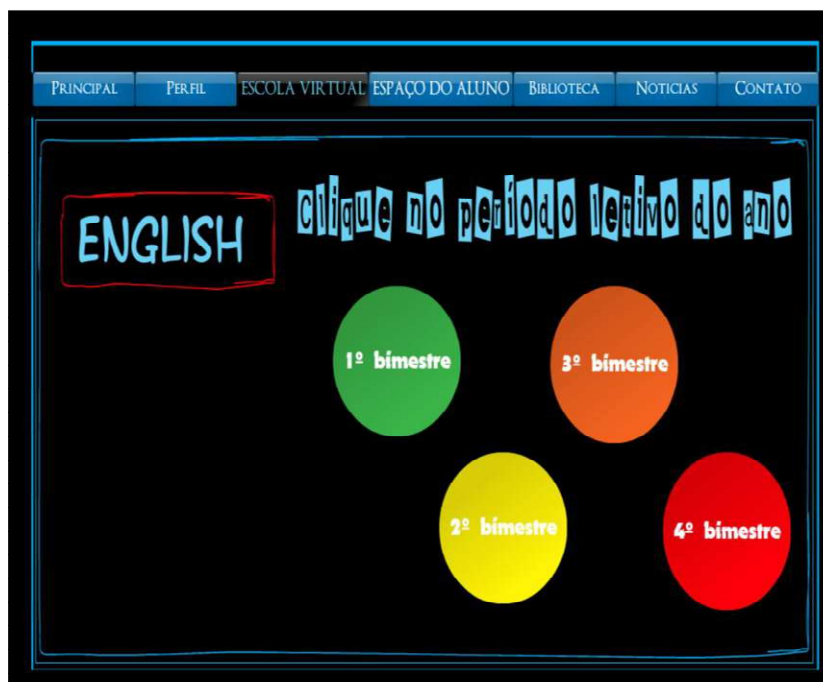 PRINCIPAL PERFIL ESCOLA VIRTUAL ESPAÇO DO ALUNO BIBLIOTECA NOTICIAS CONTATO
ENGLISH
Clique no período letivo do ano
1º bimestre
3º bimestre
2º bimestre
4º bimestre